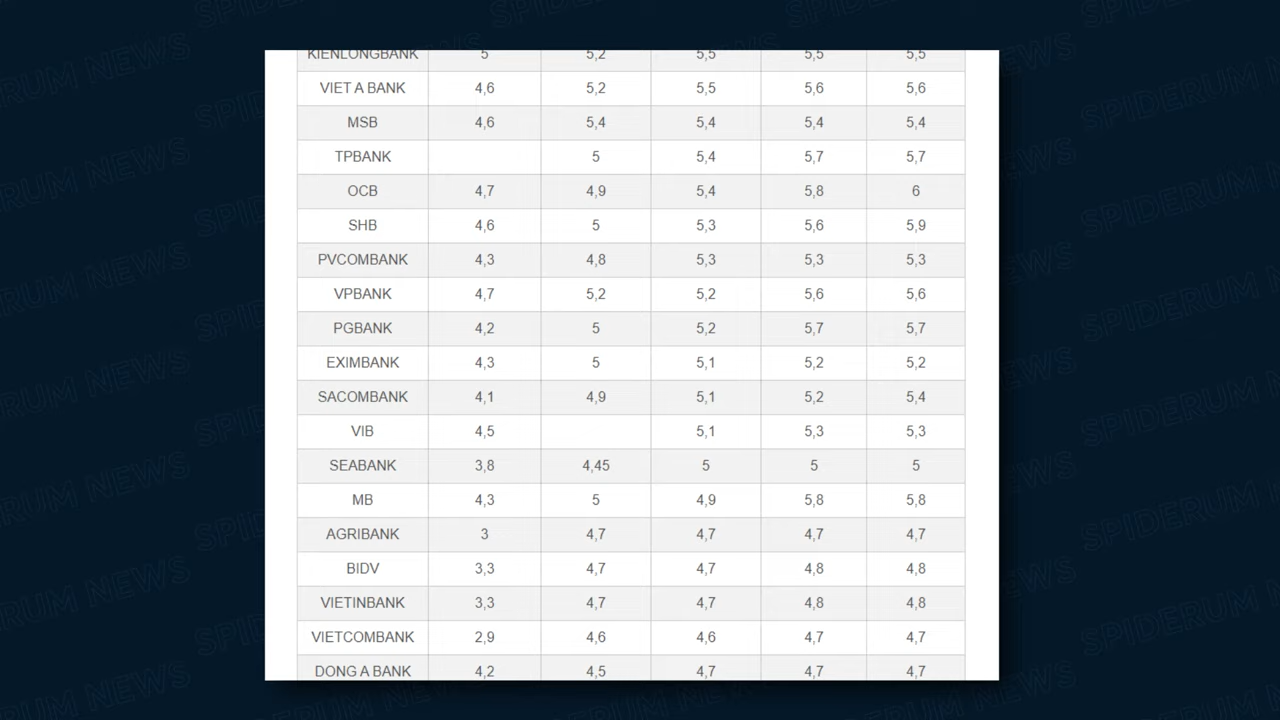 KIENLONGBANK 5 5,2 5,5 5,5 5,5
VIET A BANK 4,6 5,2 5,5 5,6 5,6
MSB 4,6 5,4 5,4 5,4 5,4
TPBANK 5 5,4 5,7 5,7
OCB 4,7 4,9 5,4 5,8 6
SHB 4,6 5 5,3 5,6 5,9
PVCOMBANK 4,3 4,8 5,3 5,3 5,3
VPBANK 4,7 5,2 5,2 5,6 5,6
PGBANK 4,2 5 5,2 5,7 5,7
EXIMBANK 4,3 5 5,1 5,2 5,2
SACOMBANK 4,1 4,9 5,1 5,2 5,4
VIB 4,5 5,1 5,3 5,3
SEABANK 3,8 4,45 5 5 5
MB 4,3 5 4,9 5,8 5,8
AGRIBANK 3 4,7 4,7 4,7 4,7
BIDV 3,3 4,7 4,7 4,8 4,8
VIETINBANK 3,3 4,7 4,7 4,8 4,8
VIETCOMBANK 2,9 4,6 4,6 4,7 4,7
DONG A BANK 4,2 4,5 4,7 4,7 4,7
SPIDERUM NEWS